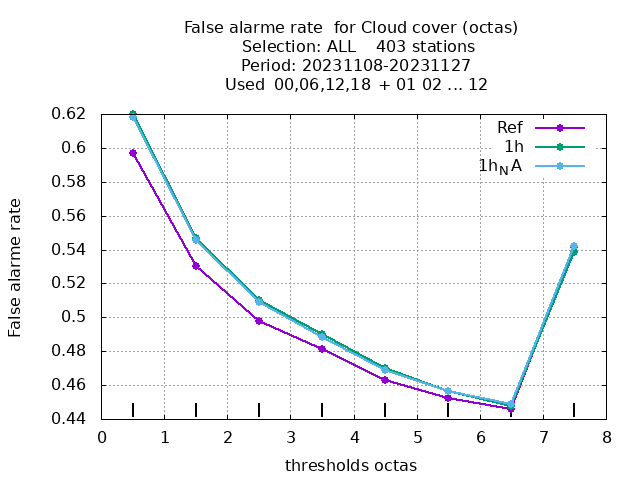 False alarme rate  for Cloud cover (octas)
Selection: ALL    403 stations
Period: 20231108-20231127
Used  00,06,12,18 + 01 02 ... 12
Ref
1h
1h_NA
False alarme rate
0.62
0.6
0.58
0.56
0.54
0.52
0.5
0.48
0.46
0.44
0 1 2 3 4 5 6 7 8
thresholds octas